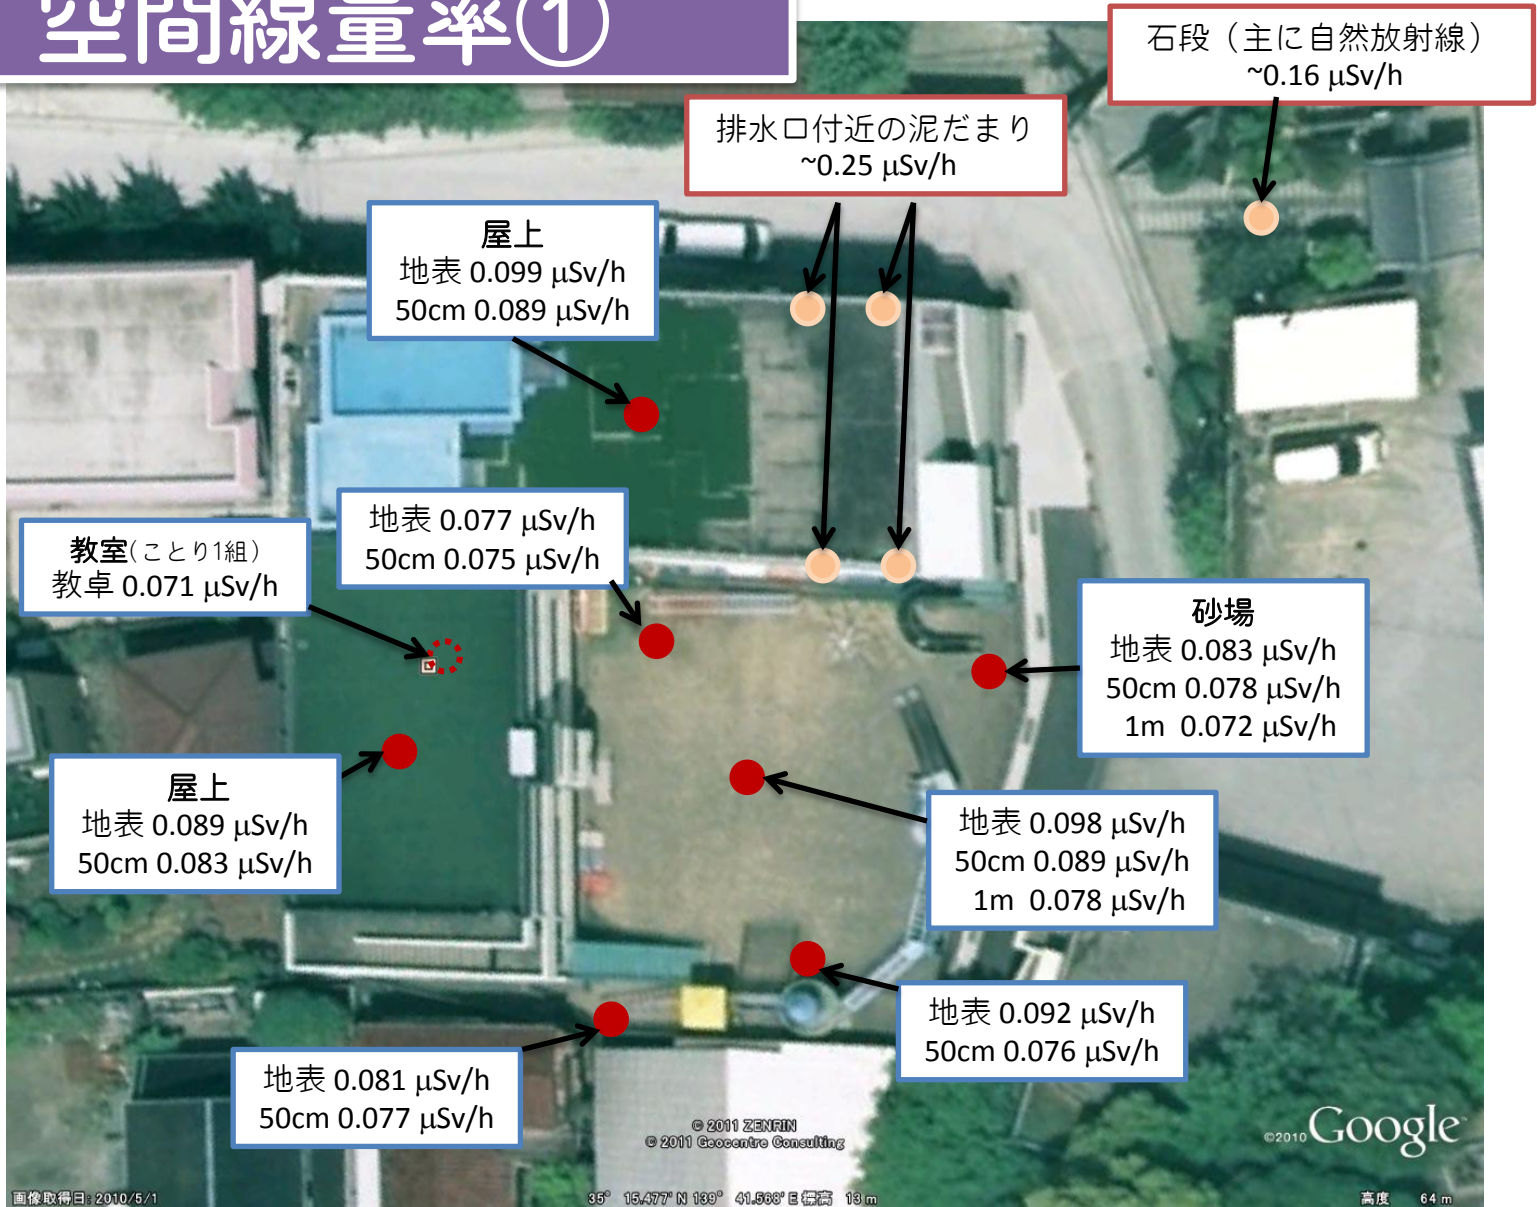 空間線量率①
石段（主に自然放射線）
~0.16 μSv/h
排水口付近の泥だまり
~0.25 μSv/h
屋上
地表 0.099 μSv/h
50cm 0.089 μSv/h
地表 0.077 μSv/h
50cm 0.075 μSv/h
教室(ことり1組)
教卓 0.071 μSv/h
砂場
地表 0.083 μSv/h
50cm 0.078 μSv/h
1m 0.072 μSv/h
屋上
地表 0.089 μSv/h
50cm 0.083 μSv/h
地表 0.098 μSv/h
50cm 0.089 μSv/h
1m 0.078 μSv/h
地表 0.092 μSv/h
50cm 0.076 μSv/h
地表 0.081 μSv/h
50cm 0.077 μSv/h
© 2011 ZENRIN
© 2011 Geocentre Consulting
©2010 Google
画像取得日: 2010/5/1
35° 15.477' N 139° 41.568' E 標高 13 m
高度 64 m